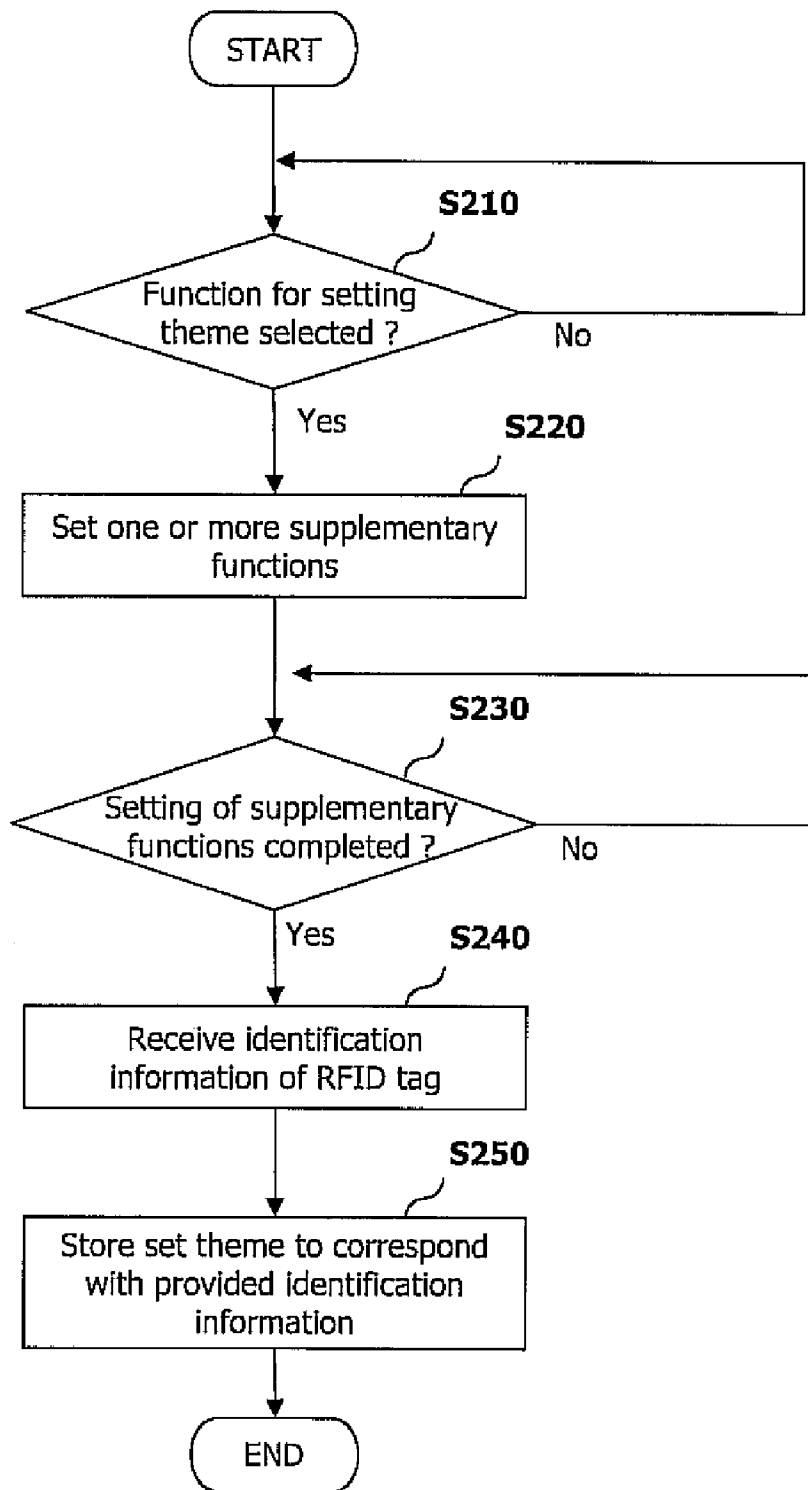 START
S210
Function for setting
theme selected ?
No
Yes
S220
Set one or more supplementary
functions
S230
Setting of supplementary
functions completed ?
No
Yes
S240
Receive identification
information of RFID tag
S250
Store set theme to correspond
with provided identification
information
END